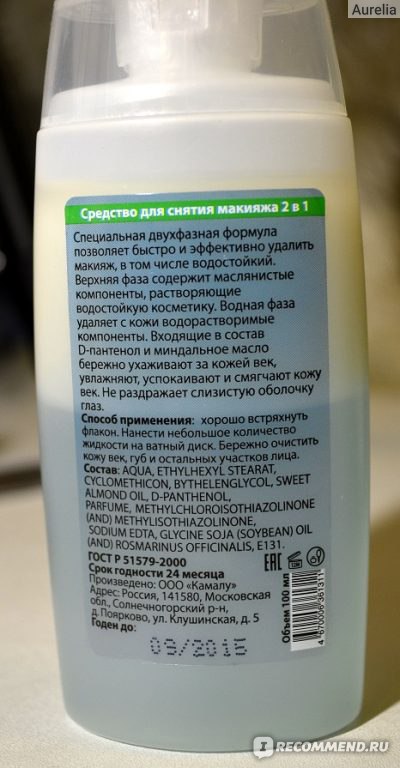 Aurelia
Средство для снятия макияжа 2 в 1
Специальная двухфазная формула
позволяет быстро и эффективно удалить
макияж, в том числе водостойкий.
Верхняя фаза содержит маслянистые
компоненты, растворяющие
водостойкую косметику. Водная фаза
удаляет с кожи водорастворимые
компоненты. Входящие в состав
D-пантенол и миндальное масло
бережно ухаживают за кожей век,
увлажняют, успокаивают и смягчают кожу
век. Не раздражает слизистую оболочку
глаз.
Способ применения: хорошо встряхнуть
флакон. Нанести небольшое количество
жидкости на ватный диск. Бережно очистить
кожу век, губ и остальных участков лица.
Состав: AQUA, ETHYLHEXYL STEARAT,
CYCLOMETHICON, BYTHELENGLYCOL, SWEET
ALMOND OIL, D-PANTHENOL,
PARFUME, METHYLCHLOROISOTHIAZOLINONE
(AND) METHYLISOTHIAZOLINONE,
SODIUM EDTA, GLYCINE SOJA (SOYBEAN) OIL
(AND) ROSMARINUS OFFICINALIS, E131.
ГОСТ Р 51579-2000
Срок годности 24 месяца
Произведено: ООО «Камалу»
Адрес: Россия, 141580, Московская
обл., Солнечногорский р-н,
д. Поярково, ул. Клушинская, д. 5
Годен до:
09/2015
EAC
Объем 100 мл
4 670006 361311
IRECOMMEND.RU